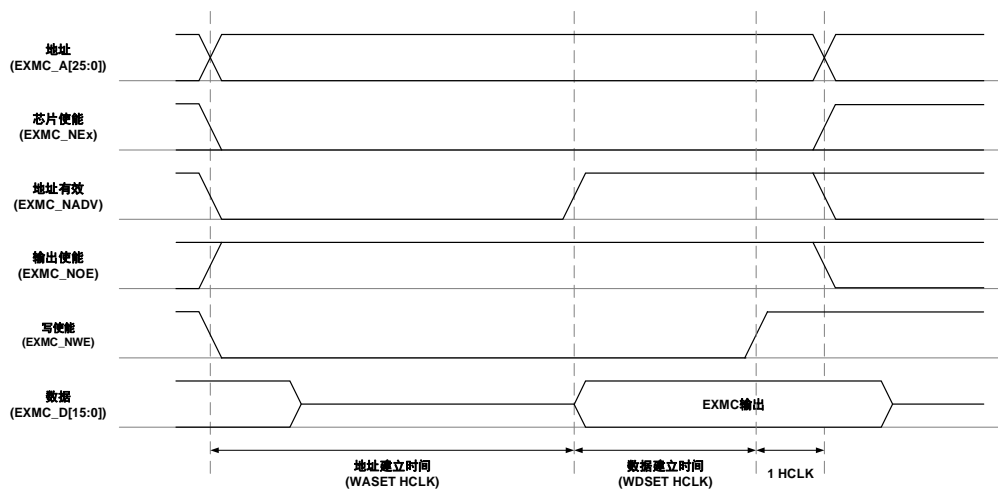 地址
(EXMC_A[25:0])
芯片使能
(EXMC_NEx)
地址有效
(EXMC_NADV)
输出使能
(EXMC_NOE)
写使能
(EXMC_NWE)
数据
(EXMC_D[15:0])
EXMC输出
地址建立时间
(WASET HCLK)
数据建立时间
(WDSET HCLK)
1 HCLK